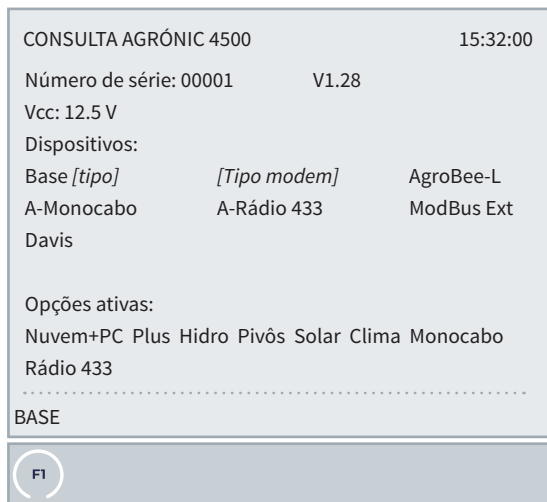 CONSULTA AGRÓNIC 4500 15:32:00
Número de série: 00001 V1.28
Vcc: 12.5 V
Dispositivos:
Base [tipo] [Tipo modem] AgroBee-L
A-Monocabo A-Rádio 433 ModBus Ext
Davis
Opções ativas:
Nuvem+PC Plus Hidro Pivôs Solar Clima Monocabo
Rádio 433
BASE
F1